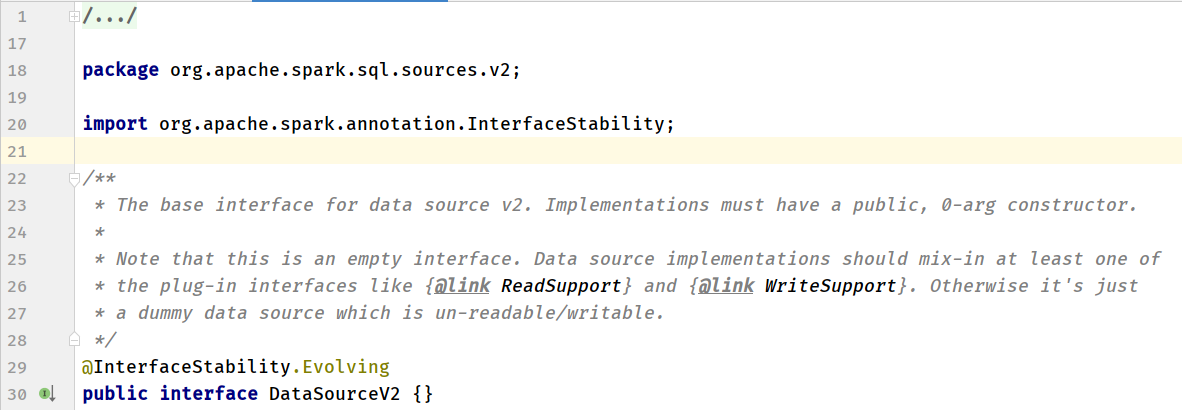 1 /.../
17
18 package org.apache.spark.sql.sources.v2;
19
20 import org.apache.spark.annotation.InterfaceStability;
21
22 /**
23  * The base interface for data source v2. Implementations must have a public, 0-arg constructor.
24  *
25  * Note that this is an empty interface. Data source implementations should mix-in at least one of
26  * the plug-in interfaces like {@link ReadSupport} and {@link WriteSupport}. Otherwise it's just
27  * a dummy data source which is un-readable/writable.
28  */
29 @InterfaceStability.Evolving
30 public interface DataSourceV2 {}